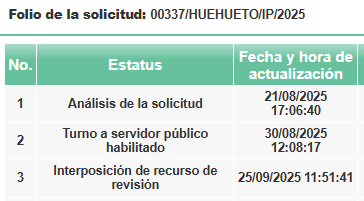 Folio de la solicitud: 00337/HUEHUETO/IP/2025
No. Estatus Fecha y hora de actualización
1 Análisis de la solicitud 21/08/2025 17:06:40
2 Turno a servidor público habilitado 30/08/2025 12:08:17
3 Interposición de recurso de revisión 25/09/2025 11:51:41